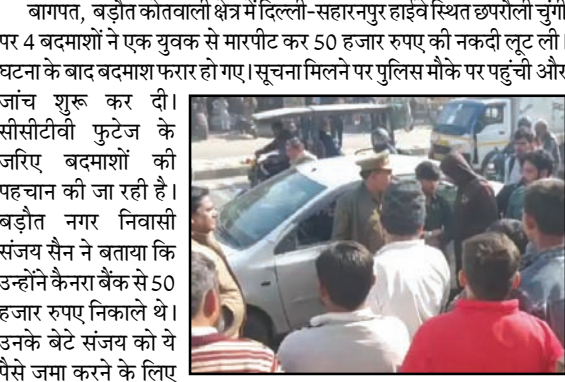 बागपत, बड़ौत कोतवाली क्षेत्र में दिल्ली-सहारनपुर हाईवे स्थित छपरौली चुंगी
पर 4 बदमाशों ने एक युवक से मारपीट कर 50 हजार रुपए की नकदी लूट ली।
घटना के बाद बदमाश फरार हो गए। सूचना मिलने पर पुलिस मौके पर पहुंची और
जांच शुरू कर दी।
सीसीटीवी फुटेज के
जरिए बदमाशों की
पहचान की जा रही है।
बड़ौत नगर निवासी
संजय सैन ने बताया कि
उन्होंने कैनरा बैंक से 50
हजार रुपए निकाले थे।
उनके बेटे संजय को ये
पैसे जमा करने के लिए